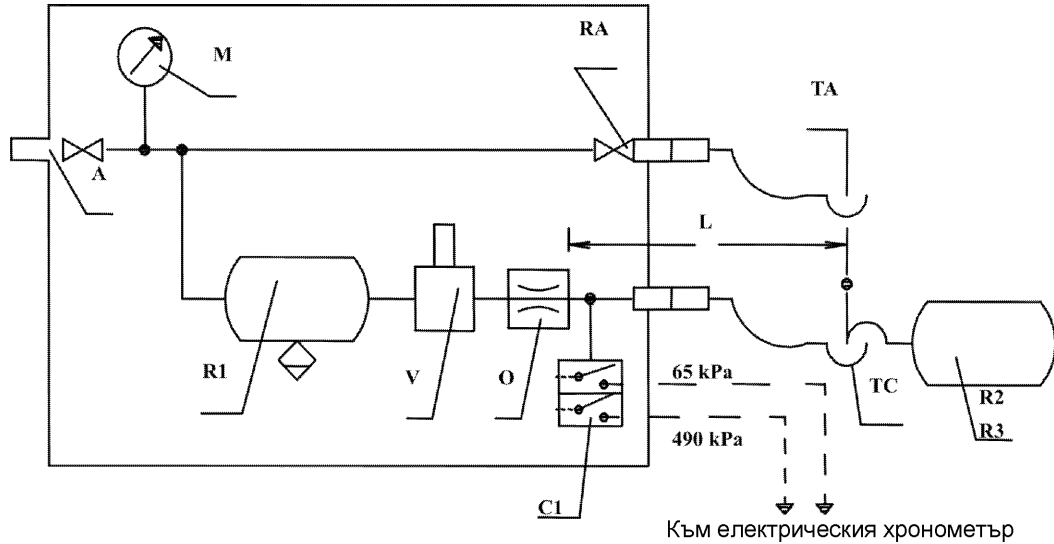 M
RA
TA
A
L
R1
V
O
65 kPa
TC
R2
R3
490 kPa
C1
Към електрическия хронометър